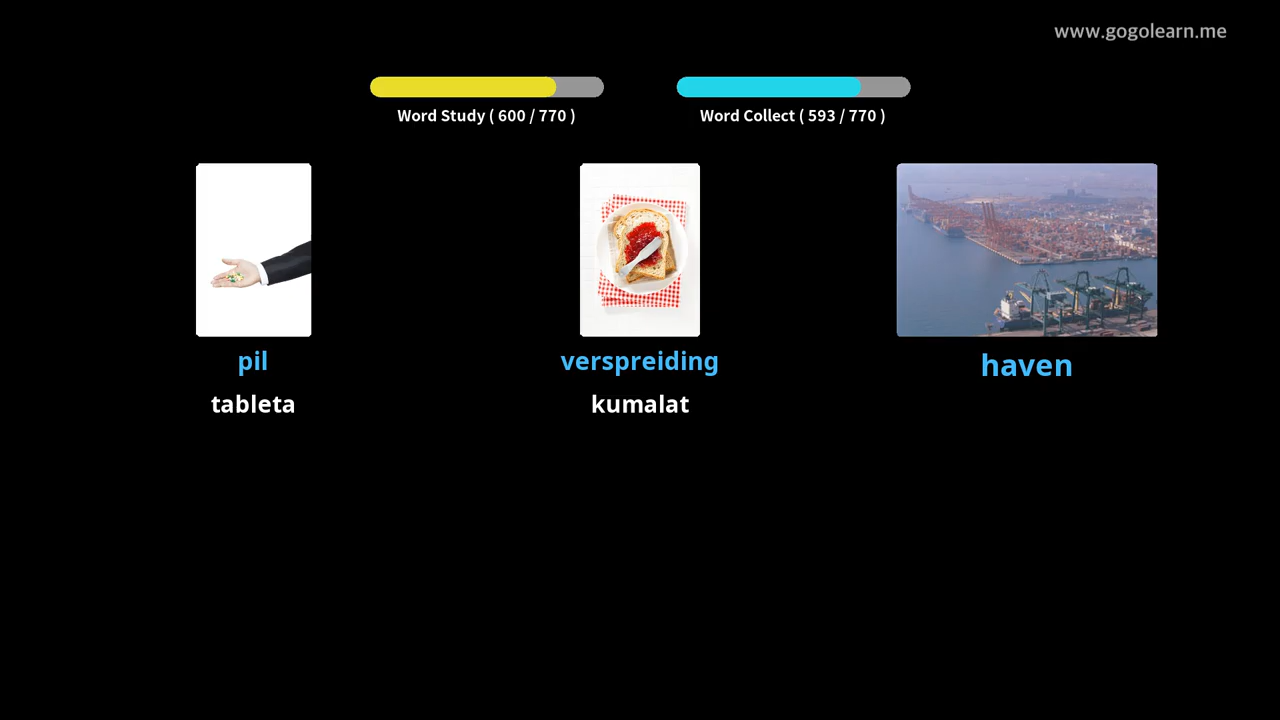 www.gogolearn.me
Word Study ( 600 / 770 )
Word Collect ( 593 / 770 )
pil
verspreiding
haven
tableta
kumalat